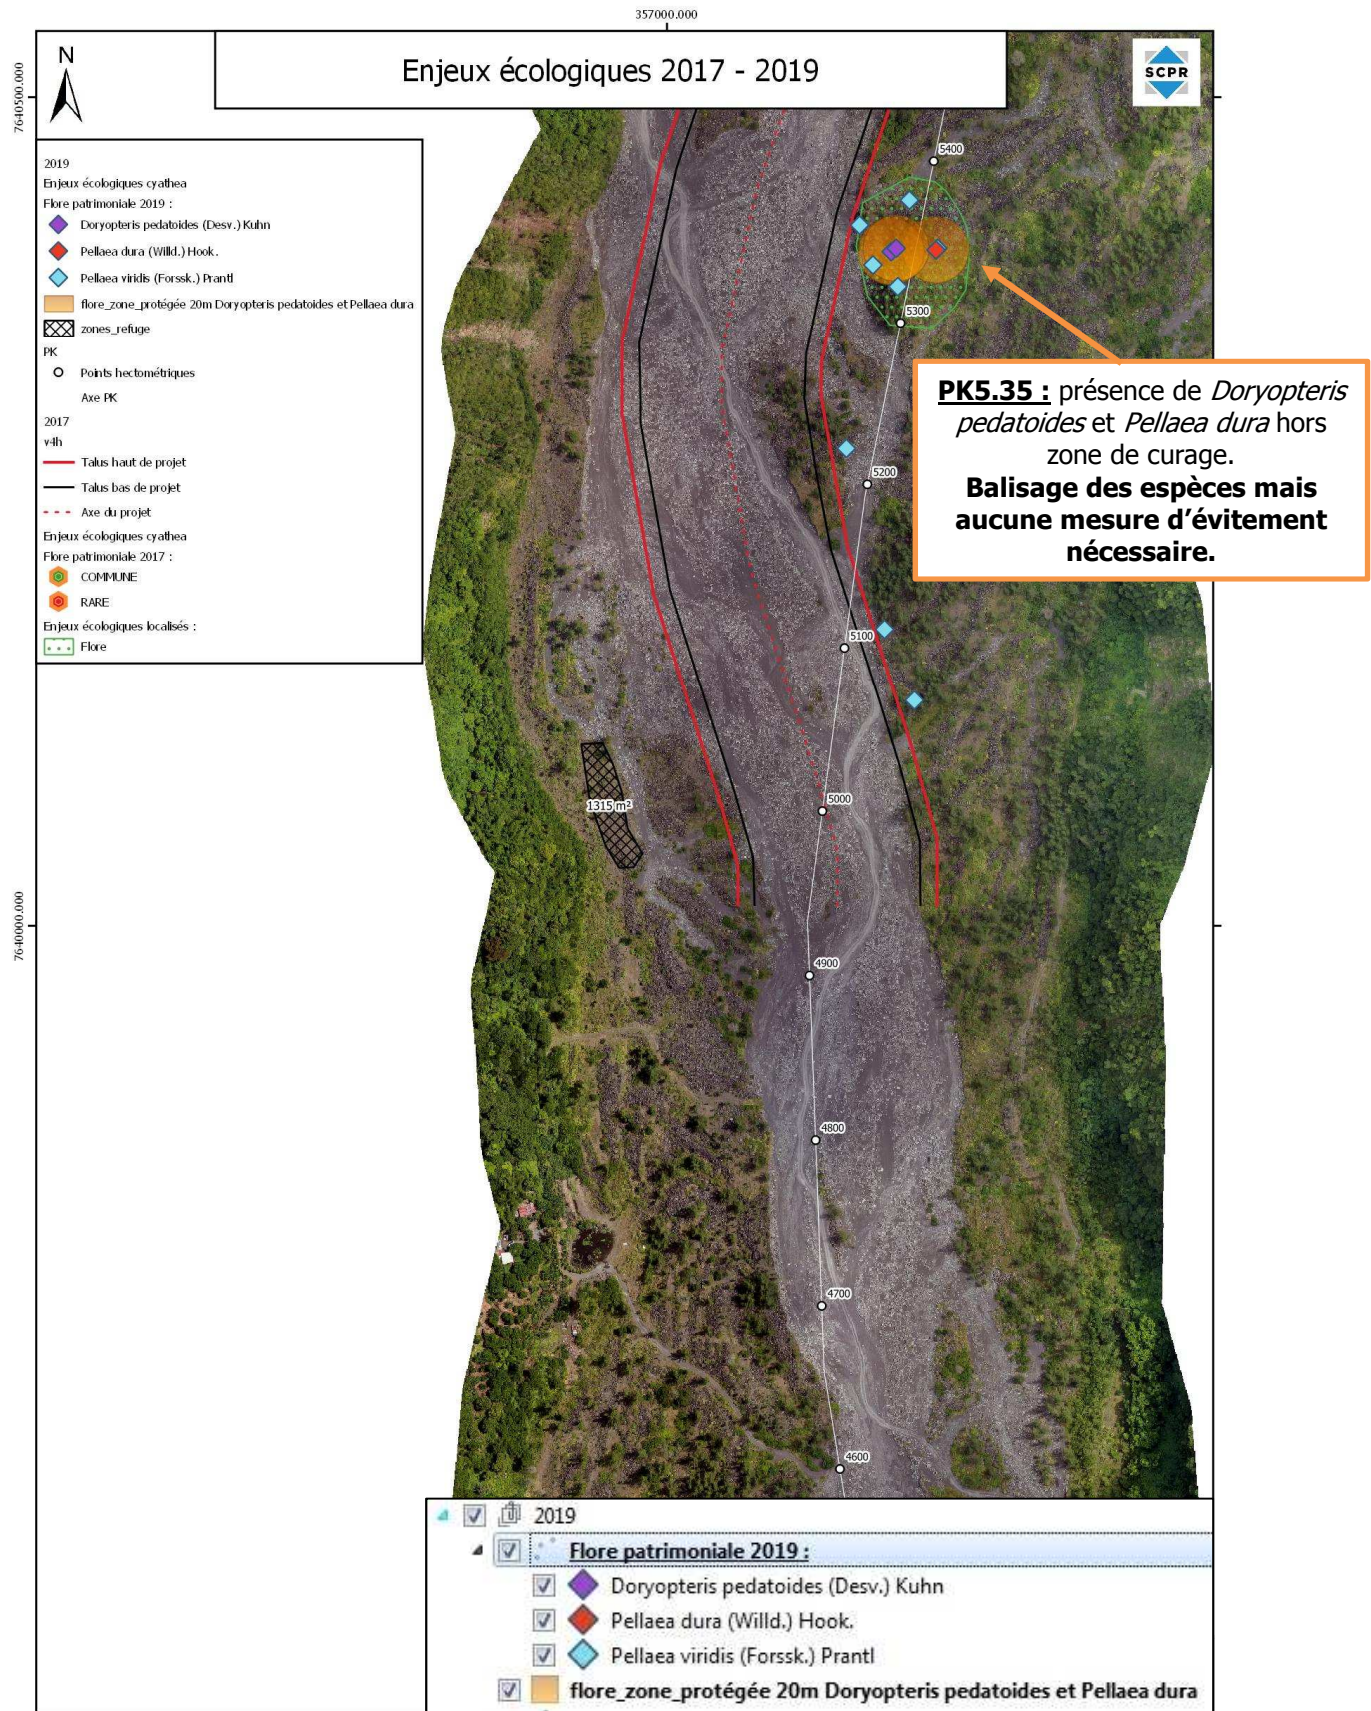 357000.000
N
Enjeux écologiques 2017 - 2019
SCPR
7640500.000
2019
Enjeux écologiques cyathea
Flore patrimoniale 2019 :
Doryopteris pedatoides (Desv.) Kuhn
Pellaea dura (Willd.) Hook.
Pellaea viridis (Forssk.) Prantl
flore_zone_protégée 20m Doryopteris pedatoides et Pellaea dura
zones_refuge
PK
Points hectométriques
Axe PK
2017
v4h
Talus haut de projet
Talus bas de projet
Axe du projet
Enjeux écologiques cyathea
Flore patrimoniale 2017 :
COMMUNE
RARE
Enjeux écologiques localisés :
Flore
5400
5300
PK5.35 : présence de Doryopteris
pedatoides et Pellaea dura hors
zone de curage.
Balisage des espèces mais
aucune mesure d'évitement
nécessaire.
5200
5100
1315 m²
5000
7640000.000
4900
4800
4700
4600
2019
Flore patrimoniale 2019 :
Doryopteris pedatoides (Desv.) Kuhn
Pellaea dura (Willd.) Hook.
Pellaea viridis (Forssk.) Prantl
flore_zone_protégée 20m Doryopteris pedatoides et Pellaea dura